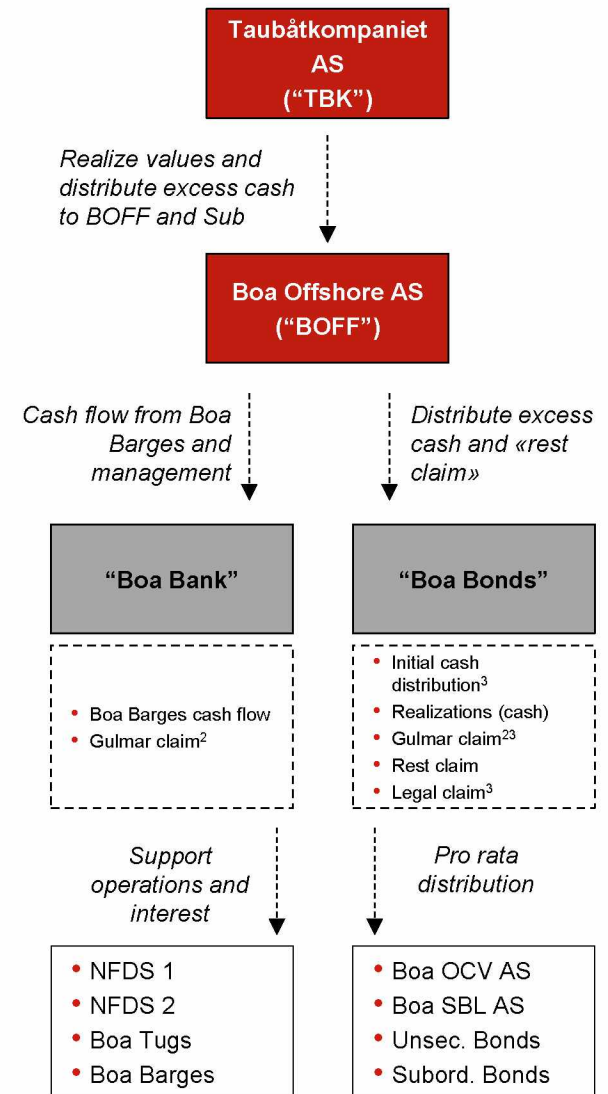 Taubåtkompaniet
AS
(“TBK”)
Realize values and
distribute excess cash
to BOFF and Sub
Boa Offshore AS
(“BOFF”)
Cash flow from Boa
Barges and
management
Distribute excess
cash and «rest
claim»
“Boa Bank”
“Boa Bonds”
• Boa Barges cash flow
• Gulmar claim²
• Initial cash
distribution³
• Realizations (cash)
• Gulmar claim²³
• Rest claim
• Legal claim³
Support
operations and
interest
Pro rata
distribution
• NFDS 1
• NFDS 2
• Boa Tugs
• Boa Barges
• Boa OCV AS
• Boa SBL AS
• Unsec. Bonds
• Subord. Bonds